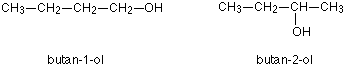 CH₃—CH₂—CH₂—CH₂—OH
CH₃—CH₂—CH—CH₃
OH
butan-1-ol
butan-2-ol